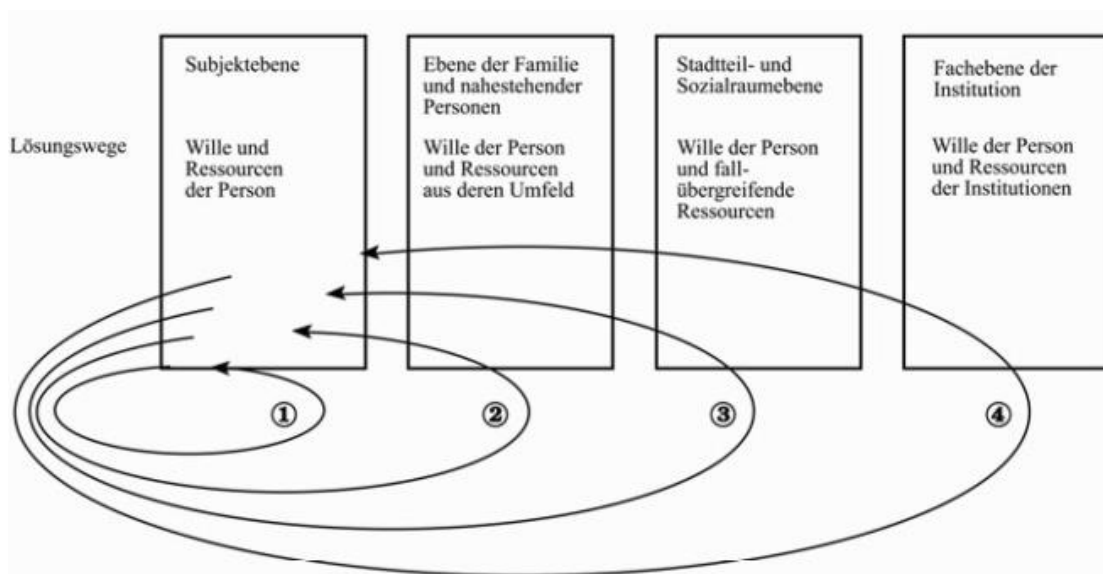 Lösungswege
Subjektebene
Wille und
Ressourcen
der Person
Ebene der Familie
und nahestehender
Personen
Wille der Person
und Ressourcen
aus deren Umfeld
Stadtteil- und
Sozialraumebene
Wille der Person
und fall-
übergreifende
Ressourcen
Fachebene der
Institution
Wille der Person
und Ressourcen
der Institutionen
①
②
③
④